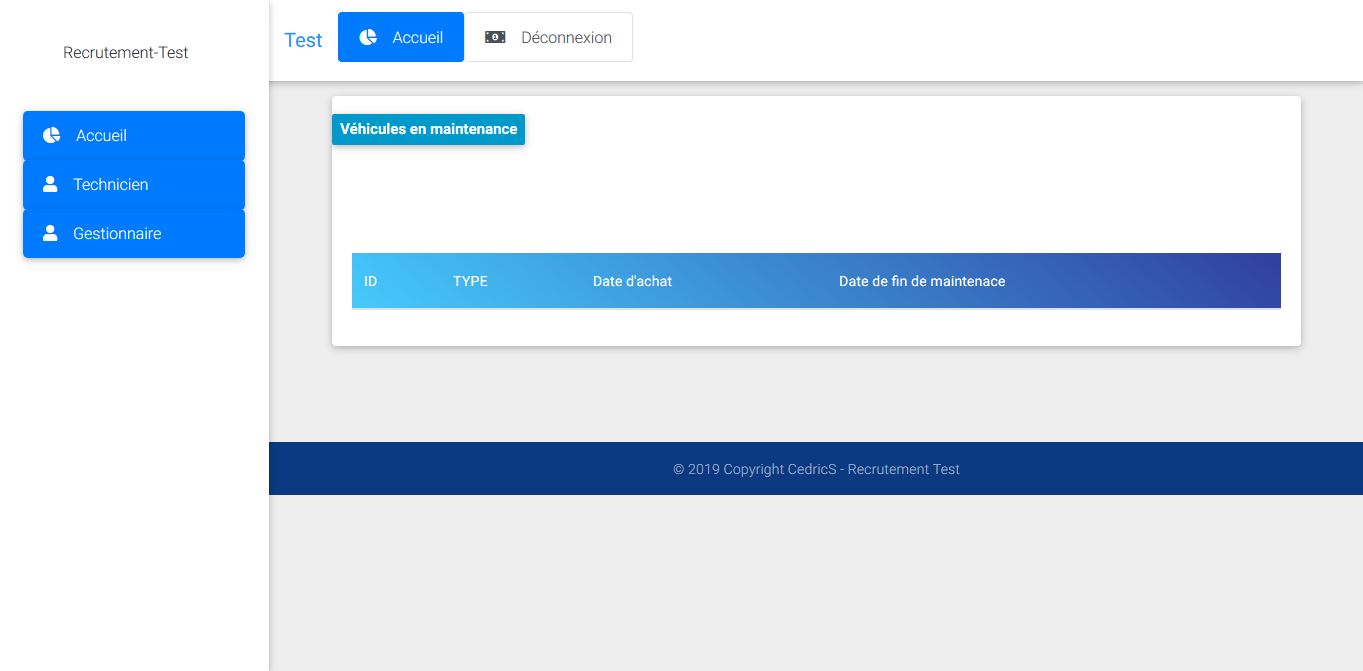 Recrutement-Test
Accueil
Technicien
Gestionnaire
Test
Accueil
Déconnexion
Véhicules en maintenance
ID TYPE Date d'achat Date de fin de maintenace
© 2019 Copyright CedricS - Recrutement Test